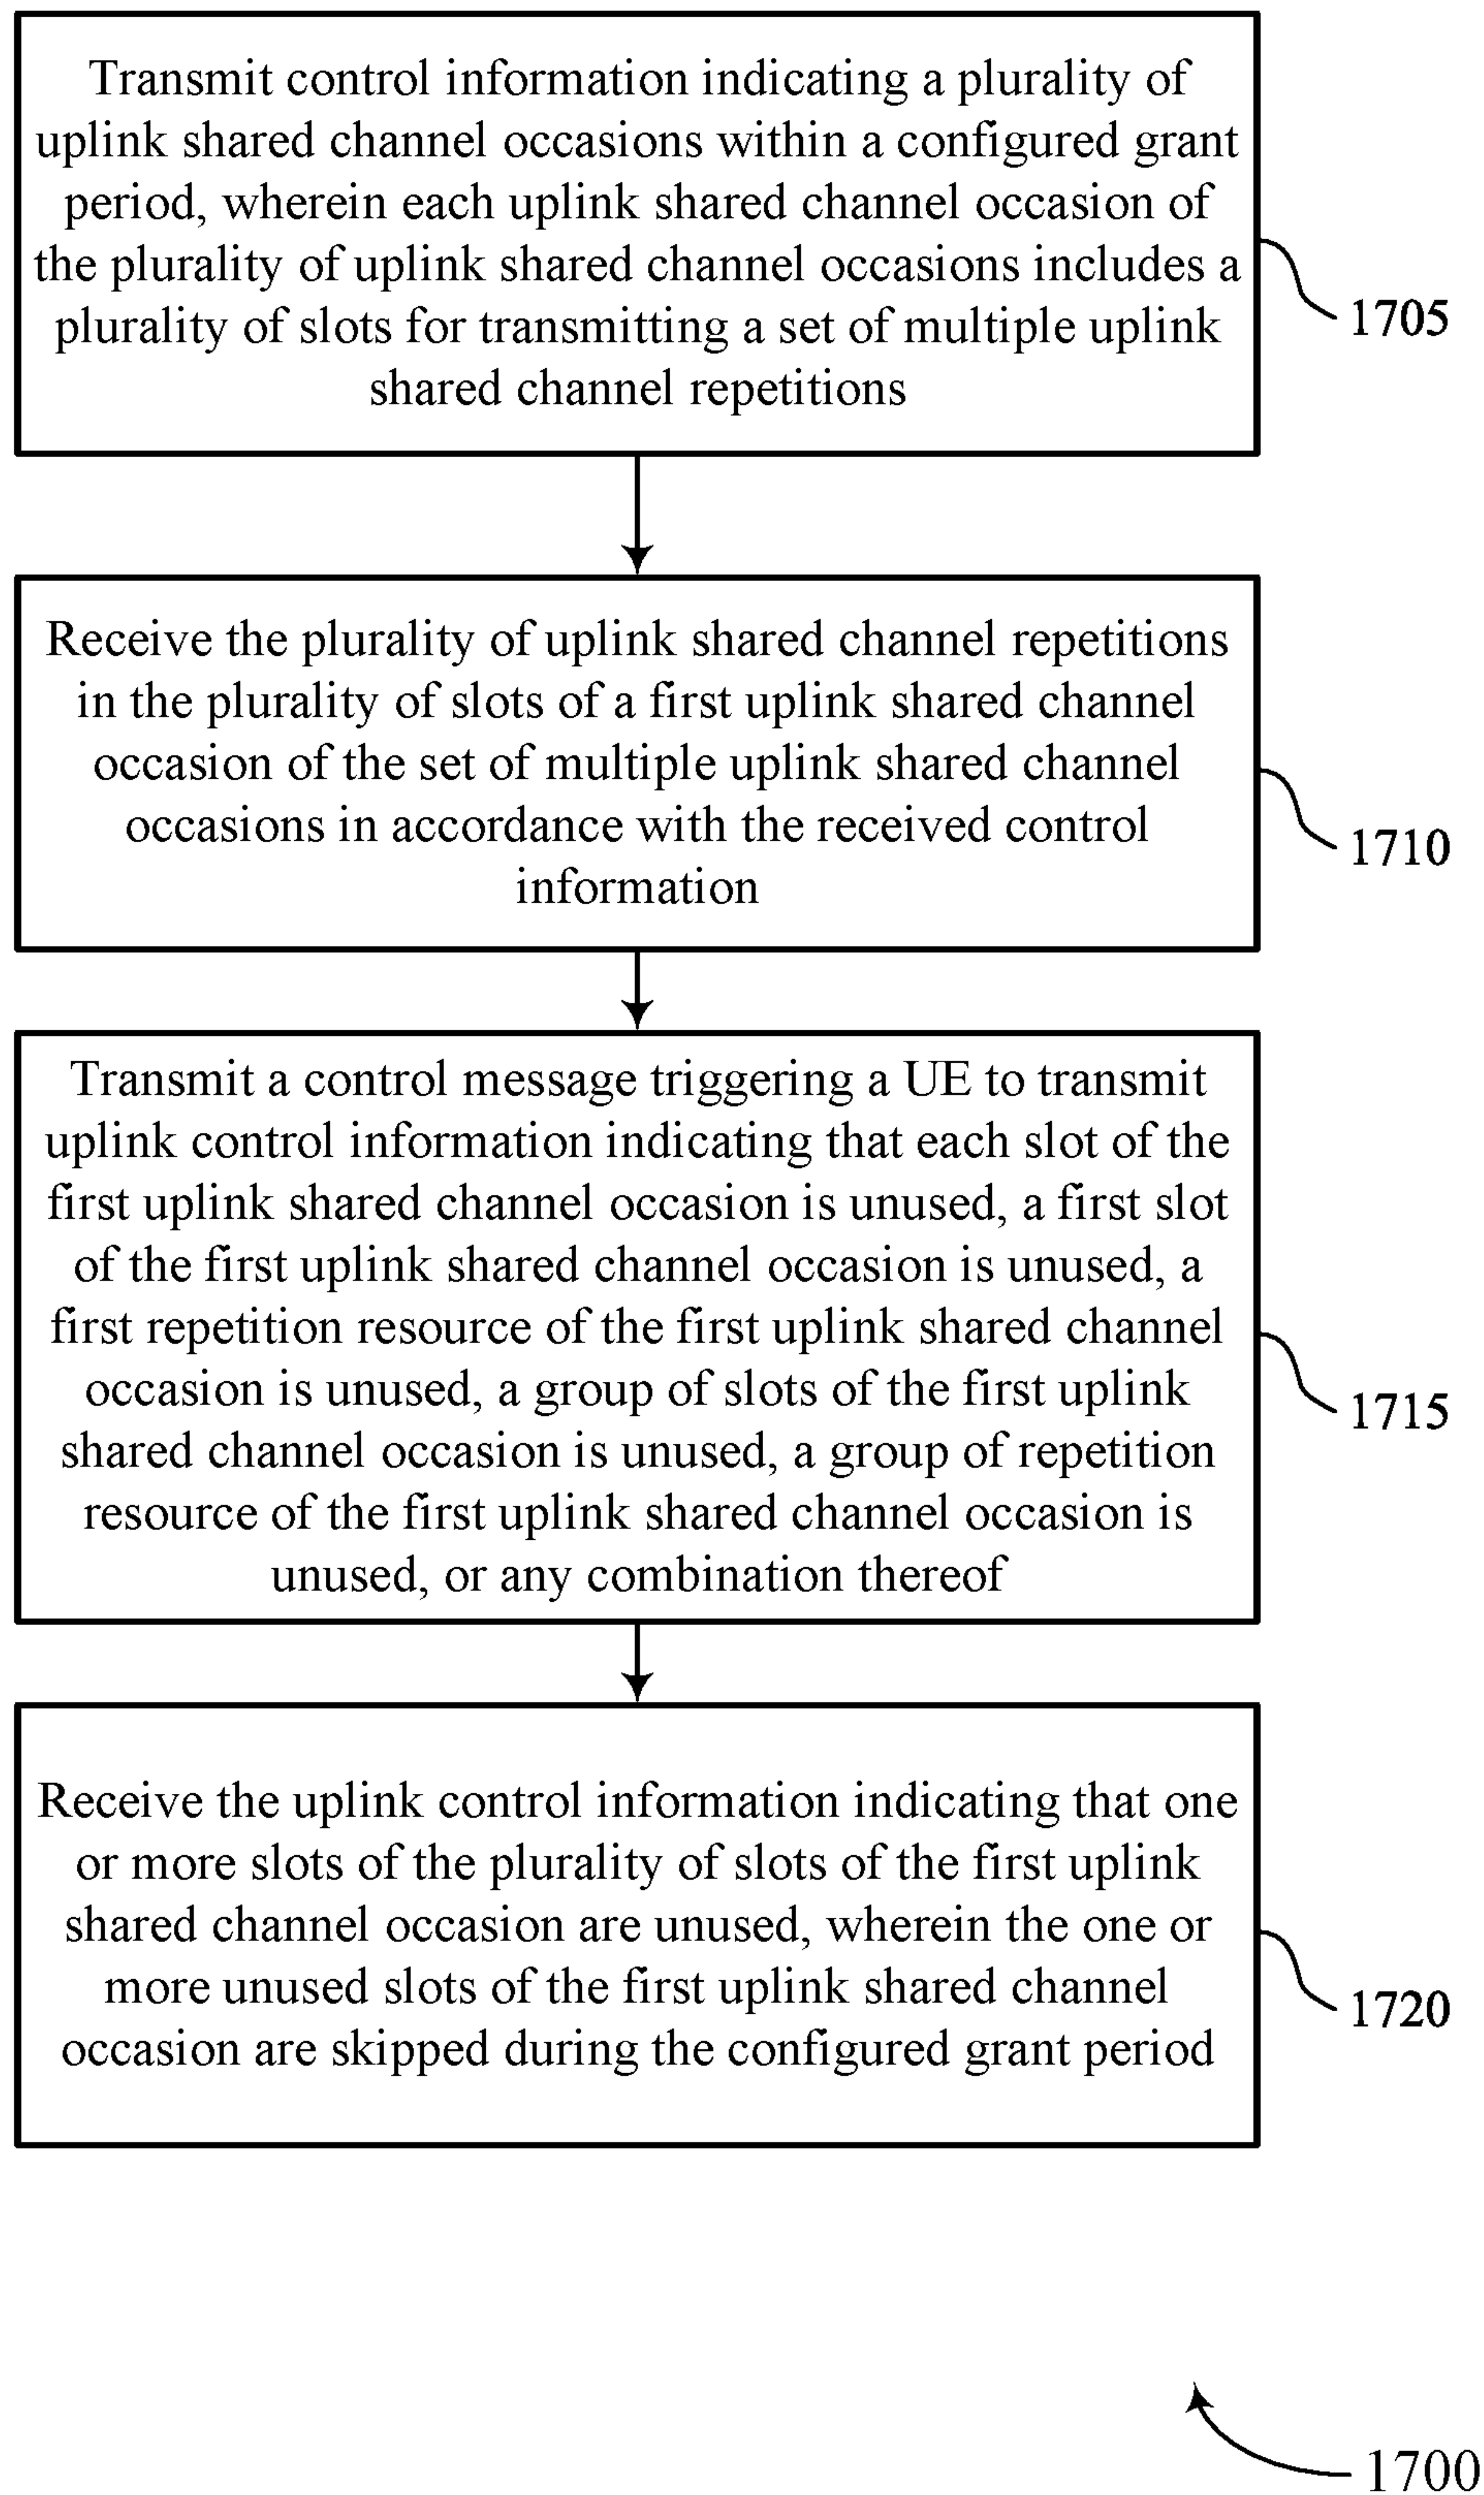 Transmit control information indicating a plurality of
uplink shared channel occasions within a configured grant
period, wherein each uplink shared channel occasion of
the plurality of uplink shared channel occasions includes a
plurality of slots for transmitting a set of multiple uplink
shared channel repetitions
1705
Receive the plurality of uplink shared channel repetitions
in the plurality of slots of a first uplink shared channel
occasion of the set of multiple uplink shared channel
occasions in accordance with the received control
information
1710
Transmit a control message triggering a UE to transmit
uplink control information indicating that each slot of the
first uplink shared channel occasion is unused, a first slot
of the first uplink shared channel occasion is unused, a
first repetition resource of the first uplink shared channel
occasion is unused, a group of slots of the first uplink
shared channel occasion is unused, a group of repetition
resource of the first uplink shared channel occasion is
unused, or any combination thereof
1715
Receive the uplink control information indicating that one
or more slots of the plurality of slots of the first uplink
shared channel occasion are unused, wherein the one or
more unused slots of the first uplink shared channel
occasion are skipped during the configured grant period
1720
1700